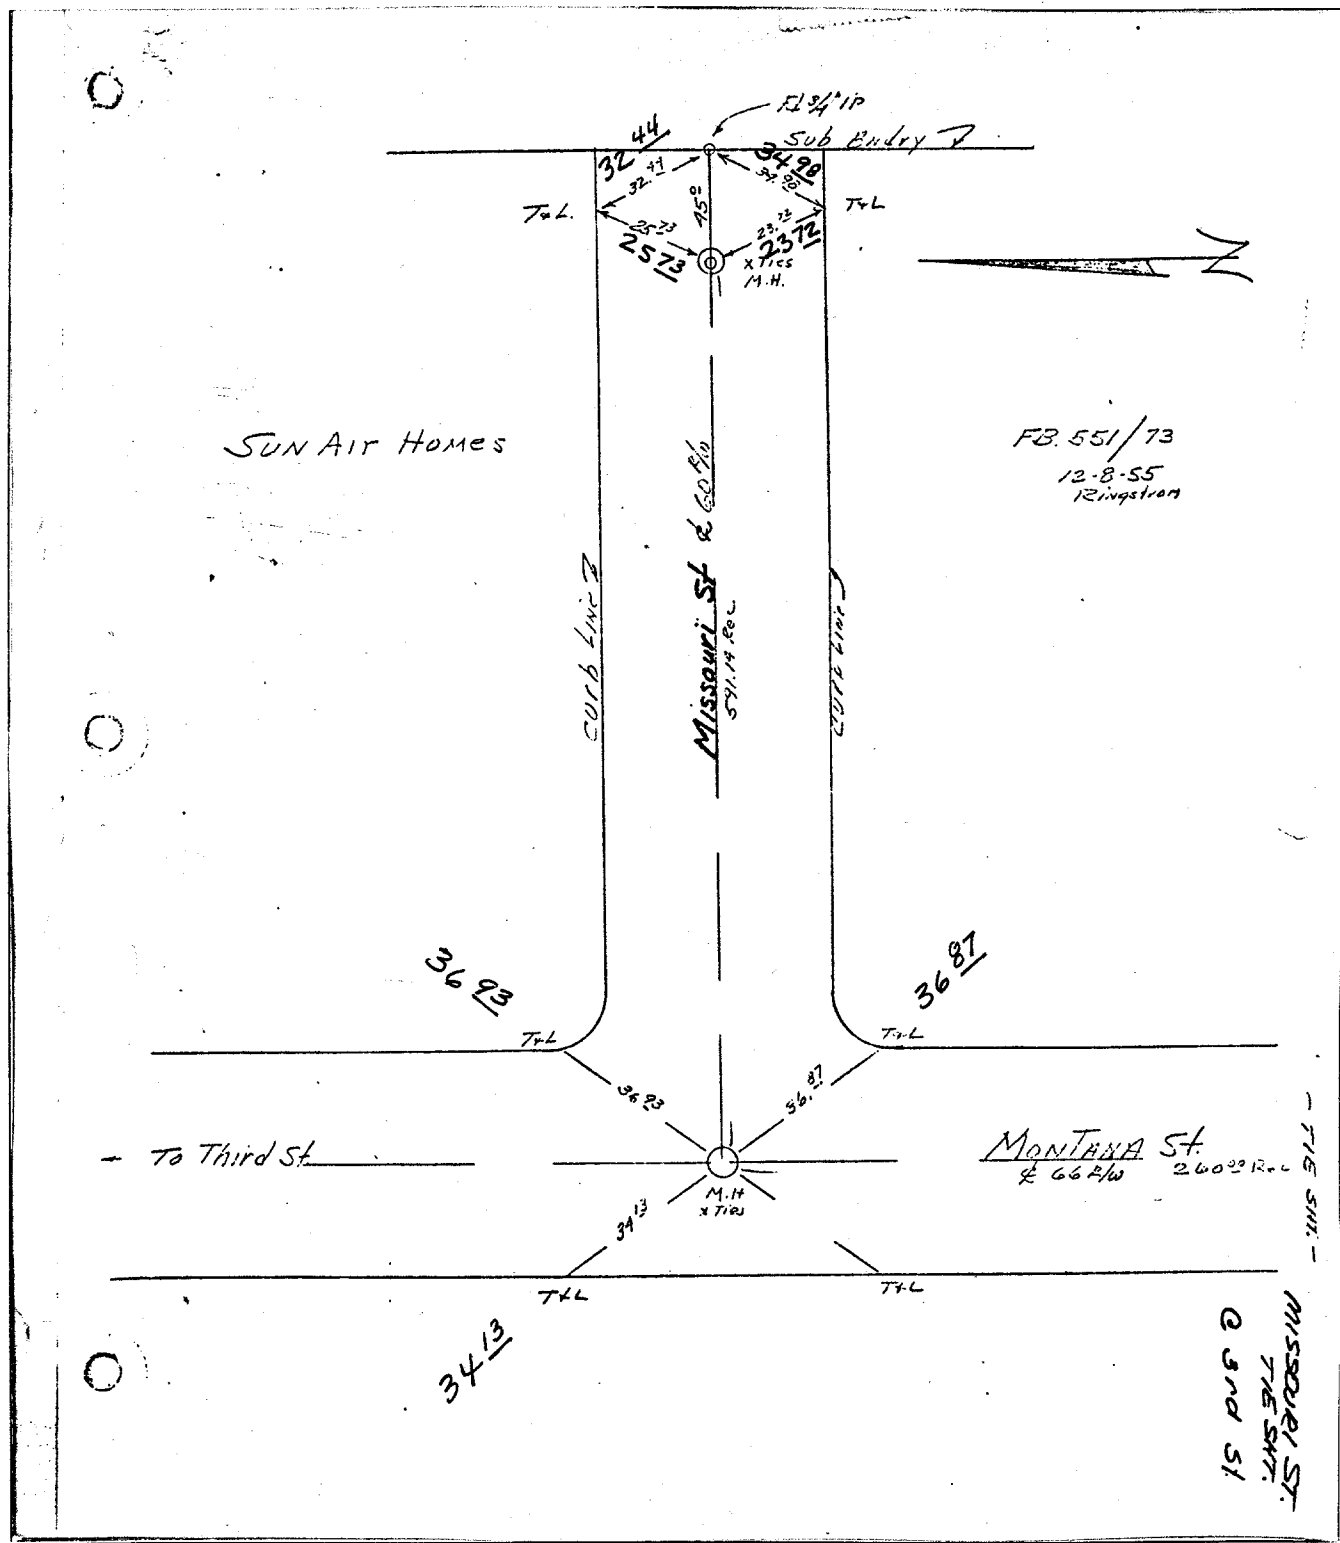 Fd 3/4" IP
Sub Bndry
32 44
34 98
32.44
34.98
45°
T&L.
T&L
25 73
23.72
25 73
23 72
x Ties
M.H.
N
SUN AIr HOMES
FB. 551/73
12-8-55
Ringstrom
Missouri St ℄ 60 R/W
591.14 Rec
Curb Line
Curb Line
36 93
36 87
T&L
T&L
36 93
36.87
To Third St.
MONTANA St.
℄ 66 R/W 260 00 Rec
M.H
x Ties
34 13
T&L
T&L
34 13
- TIE SHT. -
MISSOURI ST.
TIE SHT.
@ 3rd St